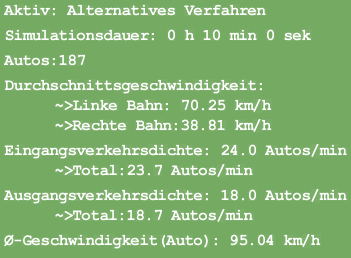 Aktiv: Alternatives Verfahren
Simulationsdauer: 0 h 10 min 0 sek
Autos:187
Durchschnittsgeschwindigkeit:
~>Linke Bahn: 70.25 km/h
~>Rechte Bahn:38.81 km/h
Eingangsverkehrsdichte: 24.0 Autos/min
~>Total:23.7 Autos/min
Ausgangsverkehrsdichte: 18.0 Autos/min
~>Total:18.7 Autos/min
Ø-Geschwindigkeit(Auto): 95.04 km/h